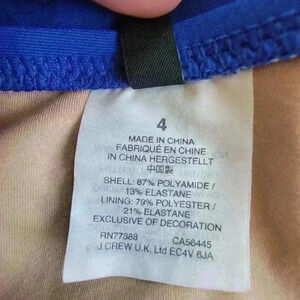 4
MADE IN CHINA
FABRIQUÉ EN CHINE
IN CHINA HERGESTELLT
中国製
SHELL: 87% POLYAMIDE /
13% ELASTANE
LINING: 79% POLYESTER /
21% ELASTANE
EXCLUSIVE OF DECORATION
RN77388 CA56445
J.CREW U.K. Ltd EC4V 6JA